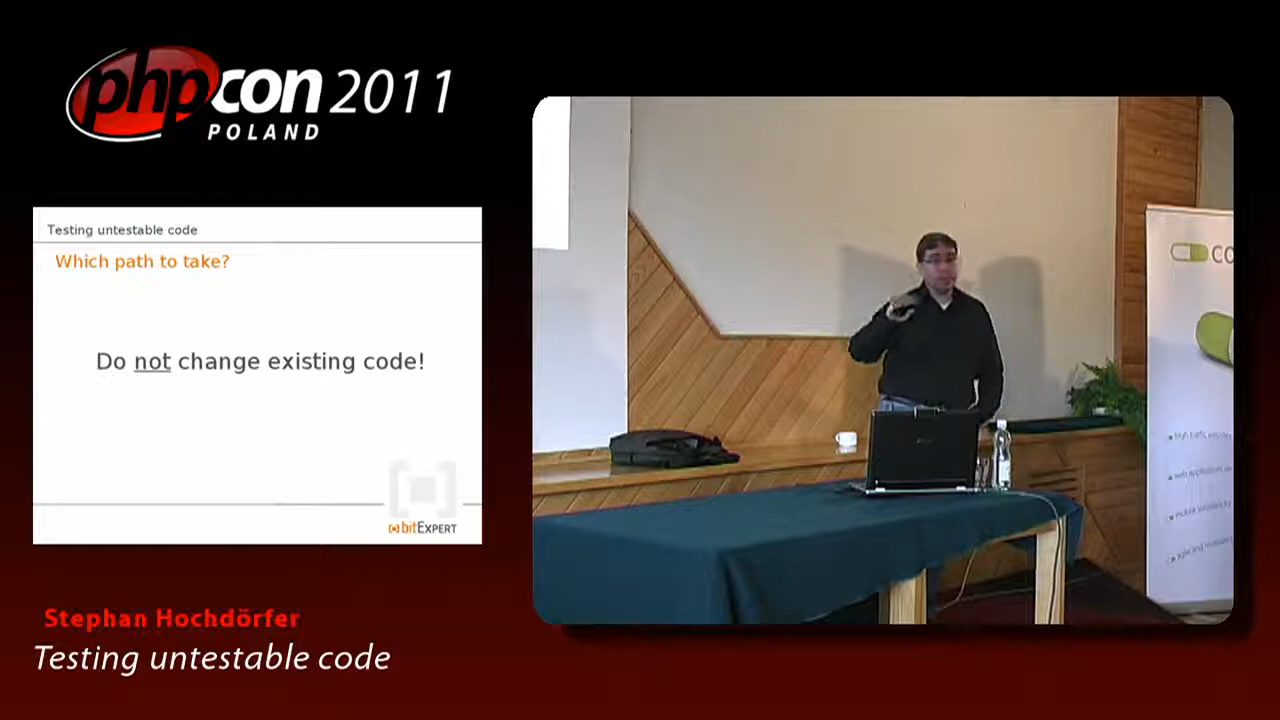 phpcon 2011
POLAND
Testing untestable code
Which path to take?
Do not change existing code!
bitExpert
Stephan Hochdörfer
Testing untestable code
CO